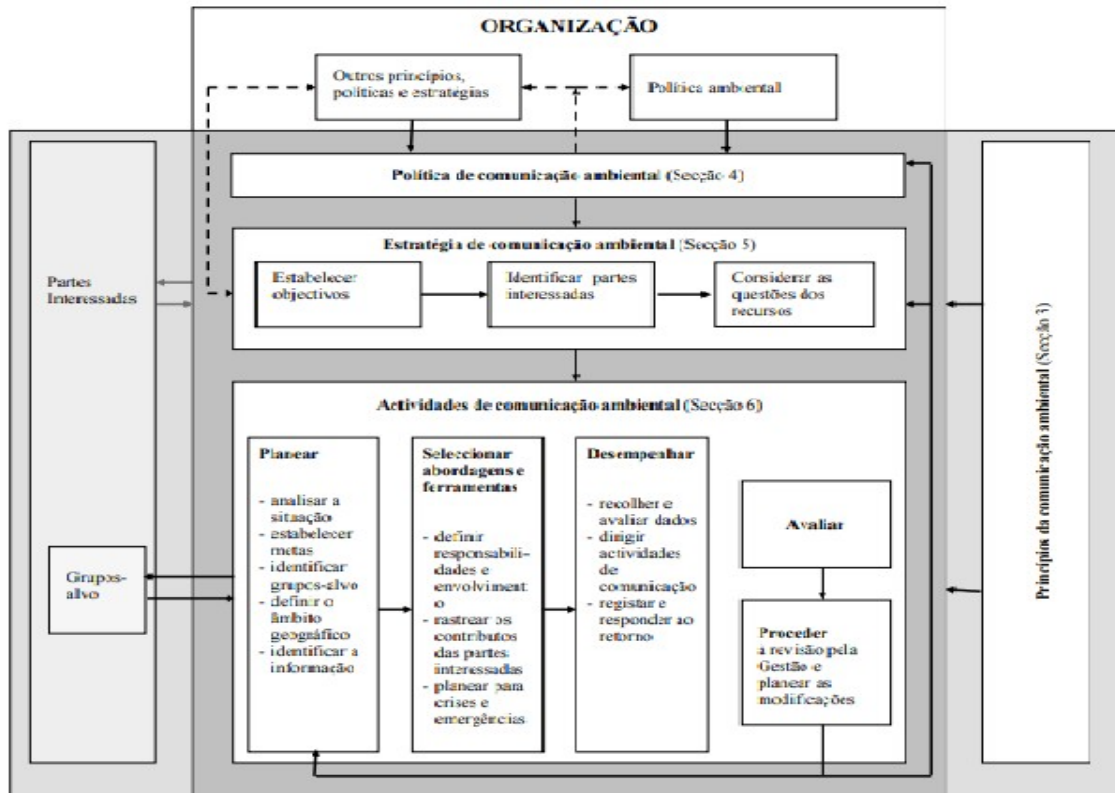 ORGANIZAÇÃO
Outros princípios,
políticas e estratégias
Política ambiental
Política de comunicação ambiental (Secção 4)
Estratégia de comunicação ambiental (Secção 5)
Estabelecer
objectivos
Identificar partes
interessadas
Considerar as
questões dos
recursos
Partes
Interessadas
Actividades de comunicação ambiental (Secção 6)
Planear
- analisar a
situação
- estabelecer
metas
- identificar
grupos-alvo
- definir o
âmbito
geográfico
- identificar a
informação
Seleccionar
abordagens e
ferramentas
- definir
responsabili-
dades e
envolviment
o
- rastrear os
contributos
das partes
interessadas
- planear para
crises e
emergências
Desempenhar
- recolher e
avaliar dados
- dirigir
actividades
de
comunicação
- registar e
responder ao
retorno
Avaliar
Proceder
à revisão pela
Gestão e
planear as
modificações
Grupos-
alvo
Princípios da comunicação ambiental (Secção 3)